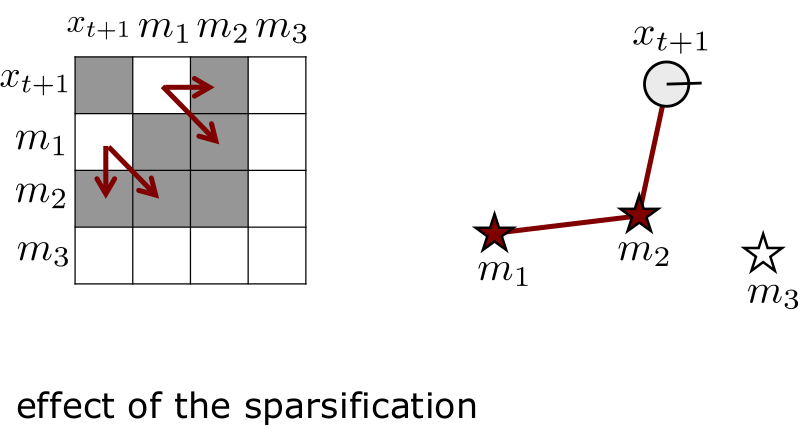 x_{t+1} m_1 m_2 m_3
x_{t+1}
m_1
m_2
m_3
x_{t+1}
m_1
m_2
m_3
effect of the sparsification